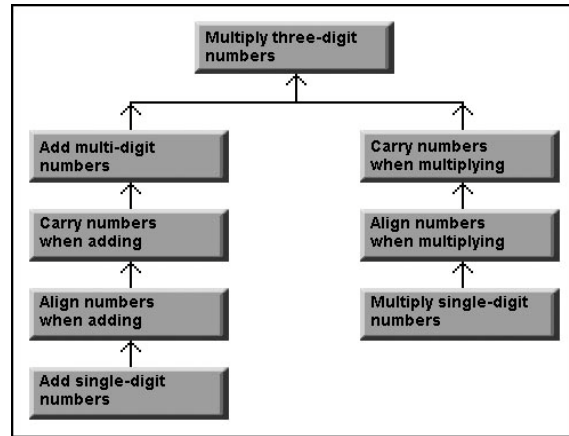 Multiply three-digit
numbers
Add multi-digit
numbers
Carry numbers
when adding
Align numbers
when adding
Add single-digit
numbers
Carry numbers
when multiplying
Align numbers
when multiplying
Multiply single-digit
numbers